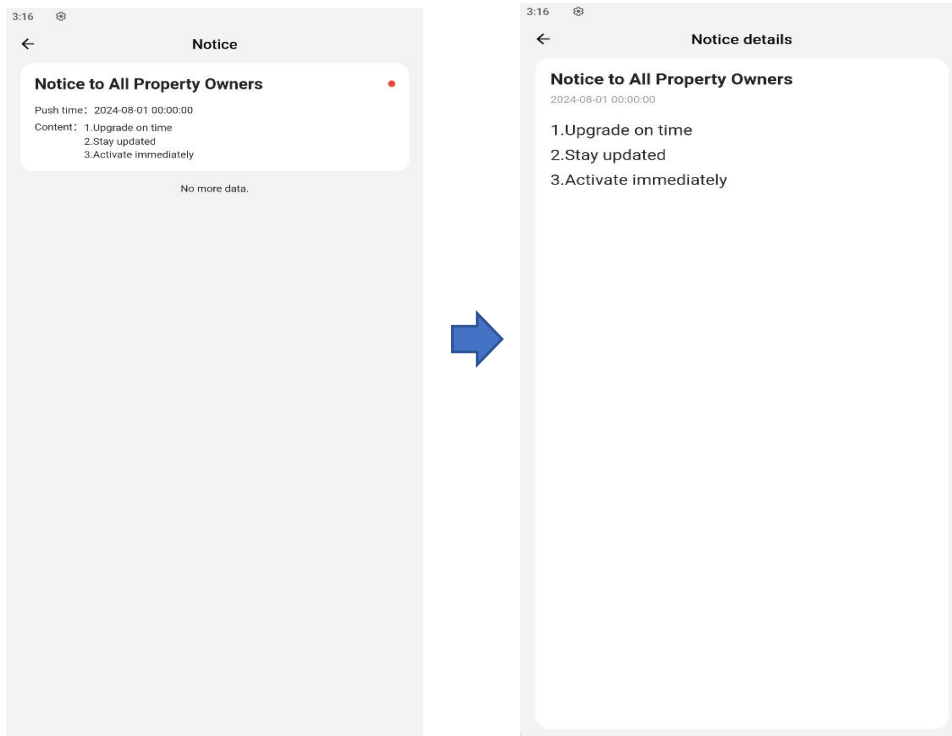 3:16
Notice
Notice to All Property Owners
Push time: 2024-08-01 00:00:00
Content: 1.Upgrade on time
2.Stay updated
3.Activate immediately
No more data.
3:16
Notice details
Notice to All Property Owners
2024-08-01 00:00:00
1.Upgrade on time
2.Stay updated
3.Activate immediately